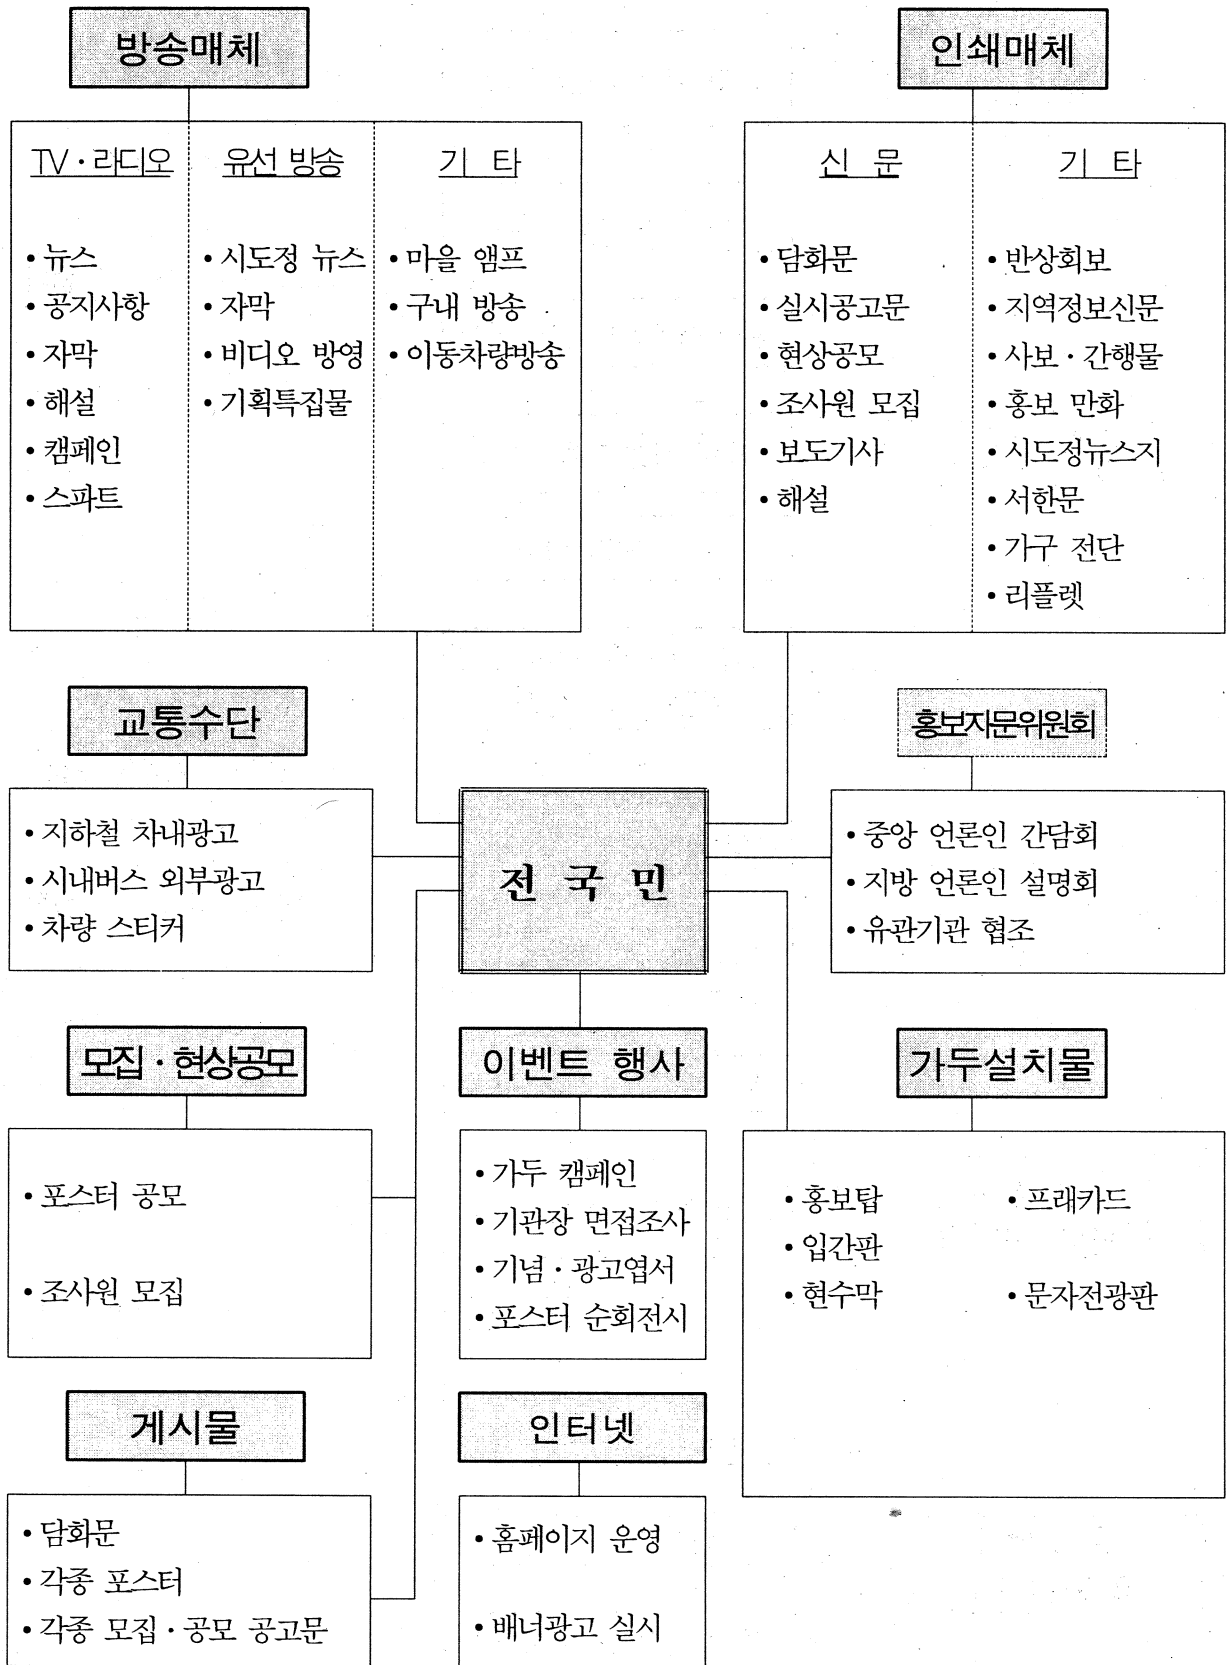 방송매체
TV·라디오
• 뉴스
• 공지사항
• 자막
• 해설
• 캠페인
• 스파트
유선 방송
• 시도정 뉴스
• 자막
• 비디오 방영
• 기획특집물
기 타
• 마을 앰프
• 구내 방송
• 이동차량방송
인쇄매체
신 문
• 담화문
• 실시공고문
• 현상공모
• 조사원 모집
• 보도기사
• 해설
기 타
• 반상회보
• 지역정보신문
• 사보·간행물
• 홍보 만화
• 시도정뉴스지
• 서한문
• 가구 전단
• 리플렛
교통수단
• 지하철 차내광고
• 시내버스 외부광고
• 차량 스티커
전 국 민
홍보자문위원회
• 중앙 언론인 간담회
• 지방 언론인 설명회
• 유관기관 협조
모집·현상공모
• 포스터 공모
• 조사원 모집
이벤트 행사
• 가두 캠페인
• 기관장 면접조사
• 기념·광고엽서
• 포스터 순회전시
가두설치물
• 홍보탑
• 입간판
• 현수막
• 프래카드
• 문자전광판
게시물
• 담화문
• 각종 포스터
• 각종 모집·공모 공고문
인터넷
• 홈페이지 운영
• 배너광고 실시